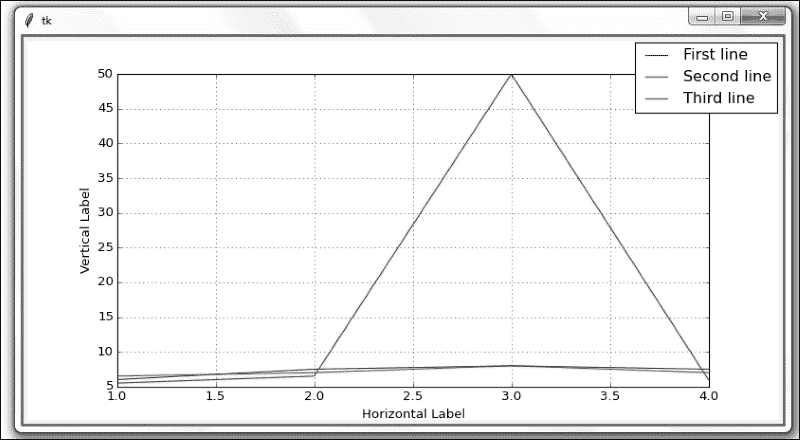 tk
First line
Second line
Third line
50
45
40
35
30
25
20
15
10
5
Vertical Label
1.0 1.5 2.0 2.5 3.0 3.5 4.0
Horizontal Label